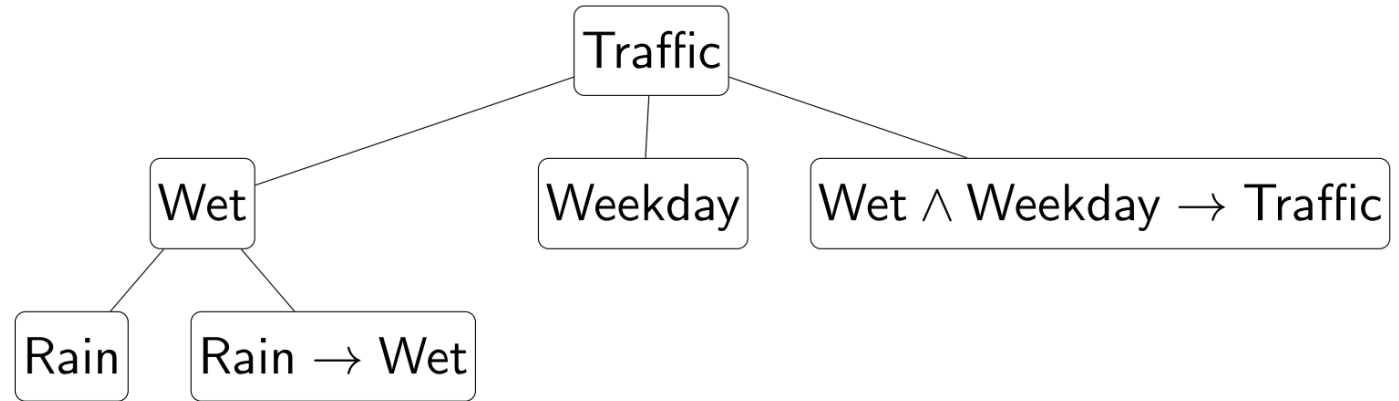 Traffic
Wet
Weekday
Wet ∧ Weekday → Traffic
Rain
Rain → Wet